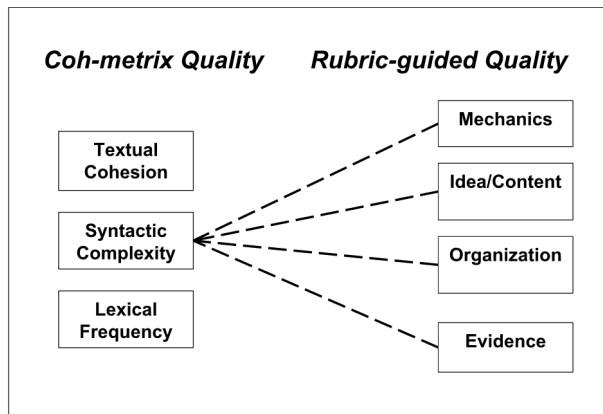 Coh-metrix Quality
Rubric-guided Quality
Textual
Cohesion
Syntactic
Complexity
Lexical
Frequency
Mechanics
Idea/Content
Organization
Evidence